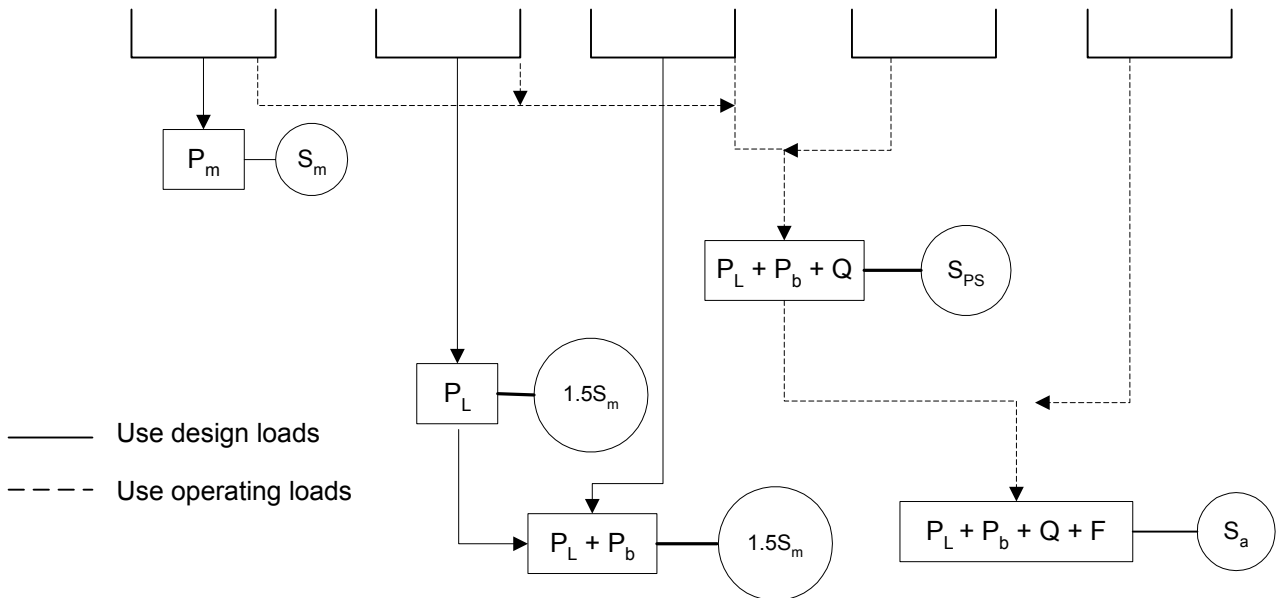 P_m
S_m
P_L + P_b + Q
S_PS
P_L
1.5S_m
Use design loads
Use operating loads
P_L + P_b
1.5S_m
P_L + P_b + Q + F
S_a